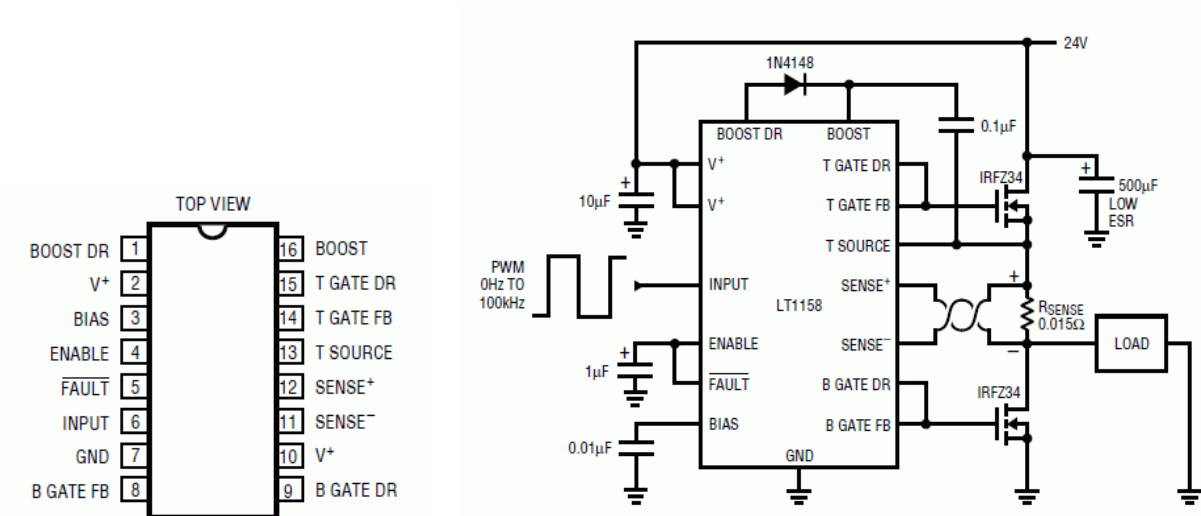 TOP VIEW
BOOST DR 1 16 BOOST
V+ 2 15 T GATE DR
BIAS 3 14 T GATE FB
ENABLE 4 13 T SOURCE
FAULT 5 12 SENSE+
INPUT 6 11 SENSE−
GND 7 10 V+
B GATE FB 8 9 B GATE DR
24V
1N4148
BOOST DR BOOST
0.1µF
V+ T GATE DR
IRFZ34
+ +
10µF V+ T GATE FB
500µF
LOW
ESR
T SOURCE
PWM
0Hz TO
100kHz
INPUT SENSE+ +
LT1158
RSENSE
0.015Ω
ENABLE SENSE− − LOAD
+
1µF
FAULT B GATE DR
IRFZ34
BIAS B GATE FB
0.01µF
GND